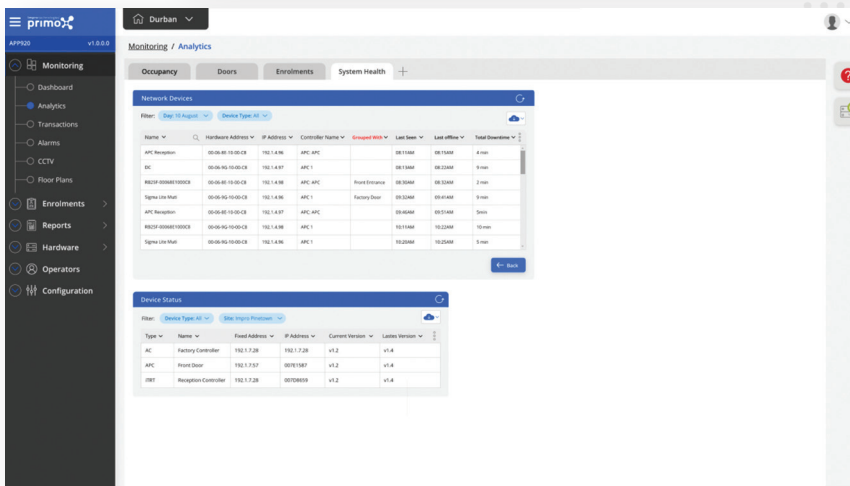 primox
Durban
APP920 v1.0.0.0
Monitoring / Analytics
Monitoring
Dashboard
Analytics
Transactions
Alarms
CCTV
Floor Plans
Enrolments
Reports
Hardware
Operators
Configuration
Occupancy Doors Enrolments System Health +
Network Devices
Filter: Day: 10 August Device Type: All
Name Hardware Address IP Address Controller Name Grouped With Last Seen Last offline Total Downtime
APC Reception 00-06-8E-10-00-C8 192.1.4.96 APC: APC 08:11AM 08:15AM 4 min
IXC 00-06-9G-10-00-C8 192.1.4.97 APC 1 08:13AM 08:22AM 9 min
RB25F-00068E1000C8 00-06-8E-10-00-C8 192.1.4.98 APC: APC Front Entrance 08:30AM 08:32AM 2 min
Sigma Lite Muti 00-06-9G-10-00-C8 192.1.4.96 APC 1 Factory Door 09:32AM 09:41AM 9 min
APC Reception 00-06-8E-10-00-C8 192.1.4.97 APC: APC 09:46AM 09:51AM 5min
RB25F-00068E1000C8 00-06-9G-10-00-C8 192.1.4.98 APC 1 10:11AM 10:22AM 10 min
Sigma Lite Muti 00-06-9G-10-00-C8 192.1.4.96 APC 1 10:20AM 10:25AM 5 min
← Back
Device Status
Filter: Device Type: All Site: Impro Pinetown
Type Name Fixed Address IP Address Current Version Lastes Version
AC Factory Controller 192.1.7.28 192.1.7.28 v1.2 v1.4
APC Front Door 192.1.7.57 007E1587 v1.2 v1.4
iTRT Reception Controller 192.1.7.28 007D8659 v1.2 v1.4
?